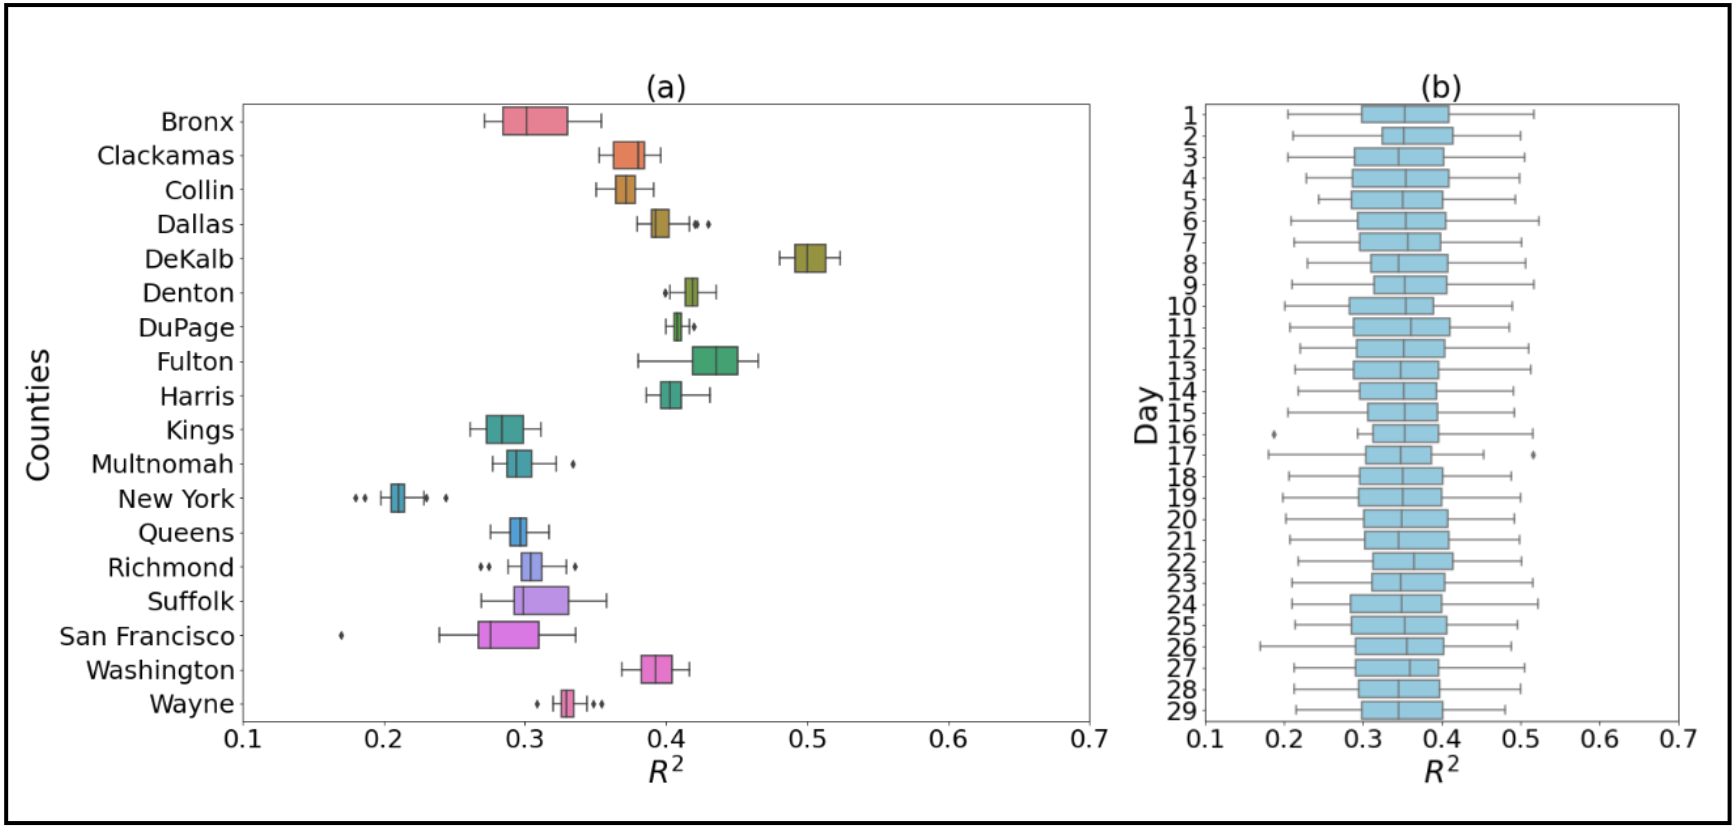 (a)
Counties
Bronx
Clackamas
Collin
Dallas
DeKalb
Denton
DuPage
Fulton
Harris
Kings
Multnomah
New York
Queens
Richmond
Suffolk
San Francisco
Washington
Wayne
0.1 0.2 0.3 0.4 0.5 0.6 0.7
R²
(b)
Day
1
2
3
4
5
6
7
8
9
10
11
12
13
14
15
16
17
18
19
20
21
22
23
24
25
26
27
28
29
0.1 0.2 0.3 0.4 0.5 0.6 0.7
R²